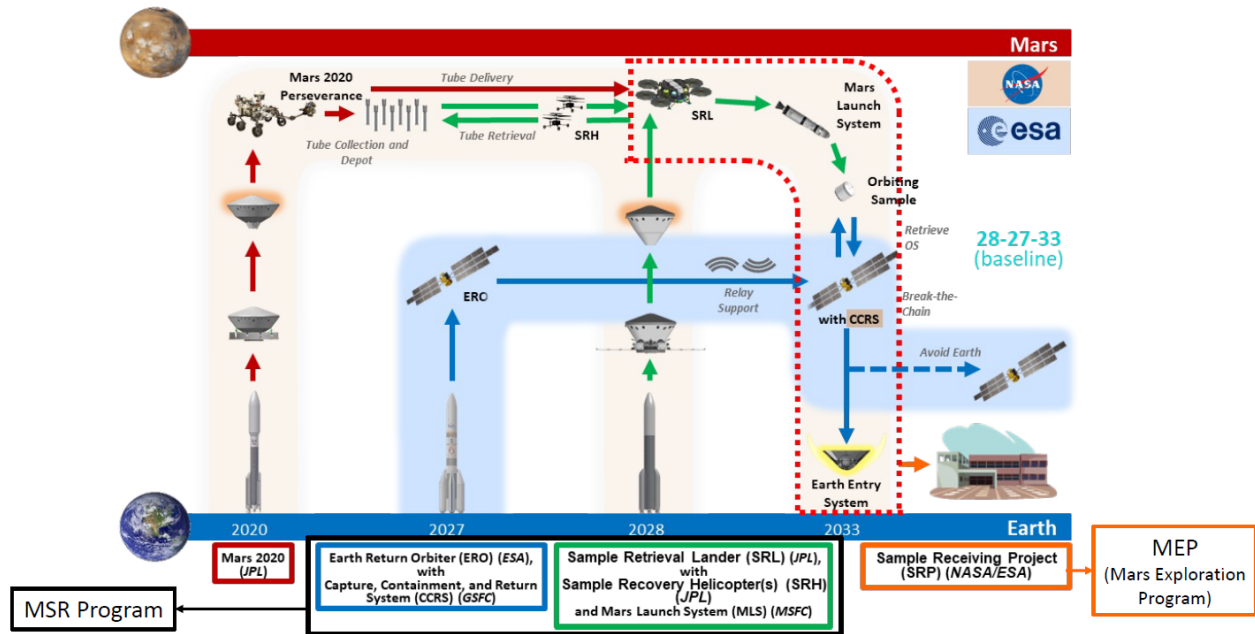 Mars
Mars 2020
Perseverance
Tube Delivery
Tube Retrieval
SRH
Tube Collection and
Depot
SRL
Mars
Launch
System
NASA
esa
Orbiting
Sample
Retrieve
OS
28-27-33
(baseline)
ERO
Relay
Support
with CCRS
Break-the-
Chain
Avoid Earth
Earth Entry
System
2020
2027
2028
2033
Earth
Mars 2020
(JPL)
Earth Return Orbiter (ERO) (ESA),
with
Capture, Containment, and Return
System (CCRS) (GSFC)
Sample Retrieval Lander (SRL) (JPL),
with
Sample Recovery Helicopter(s) (SRH)
(JPL)
and Mars Launch System (MLS) (MSFC)
Sample Receiving Project
(SRP) (NASA/ESA)
MEP
(Mars Exploration
Program)
MSR Program